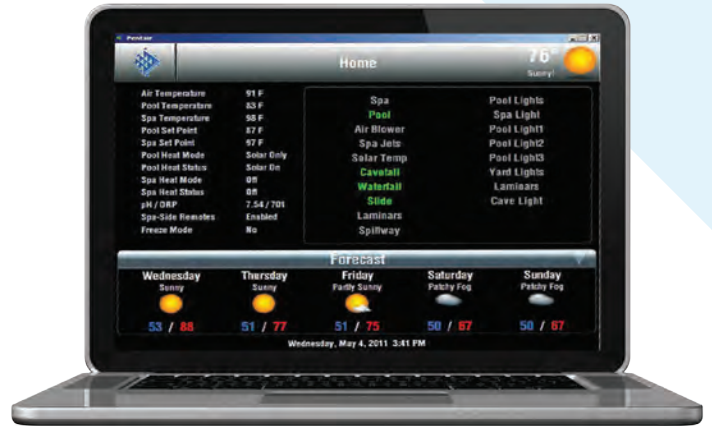 Pentair
Home
76°
Sunny!
Air Temperature 91 F
Pool Temperature 83 F
Spa Temperature 98 F
Pool Set Point 87 F
Spa Set Point 97 F
Pool Heat Mode Solar Only
Pool Heat Status Solar On
Spa Heat Mode Off
Spa Heat Status Off
pH / ORP 7.54 / 701
Spa-Side Remotes Enabled
Freeze Mode No
Spa Pool Lights
Pool Spa Light
Air Blower Pool Light1
Spa Jets Pool Light2
Solar Temp Pool Light3
Cavefall Yard Lights
Waterfall Laminars
Slide Cave Light
Laminars
Spillway
Forecast
Wednesday Thursday Friday Saturday Sunday
Sunny Sunny Partly Sunny Patchy Fog Patchy Fog
53 / 88 51 / 77 51 / 75 50 / 67 50 / 67
Wednesday, May 4, 2011 3:41 PM